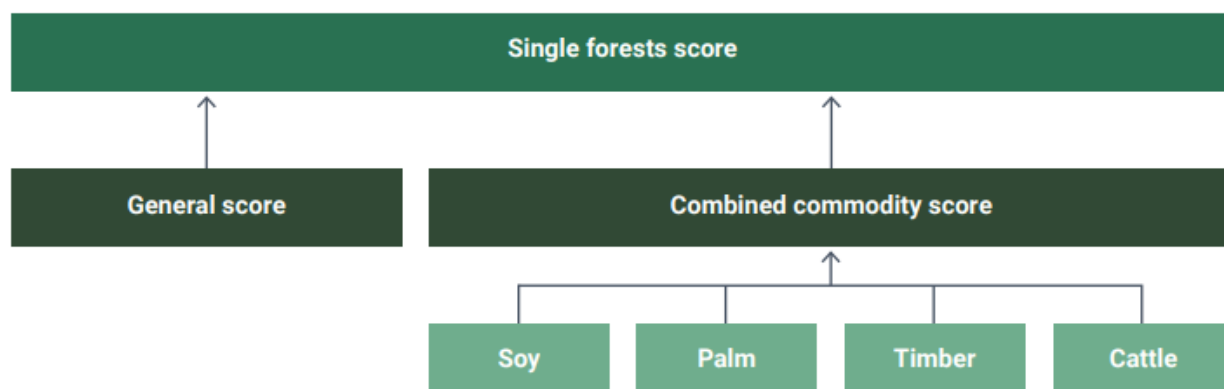 Single forests score
General score
Combined commodity score
Soy
Palm
Timber
Cattle